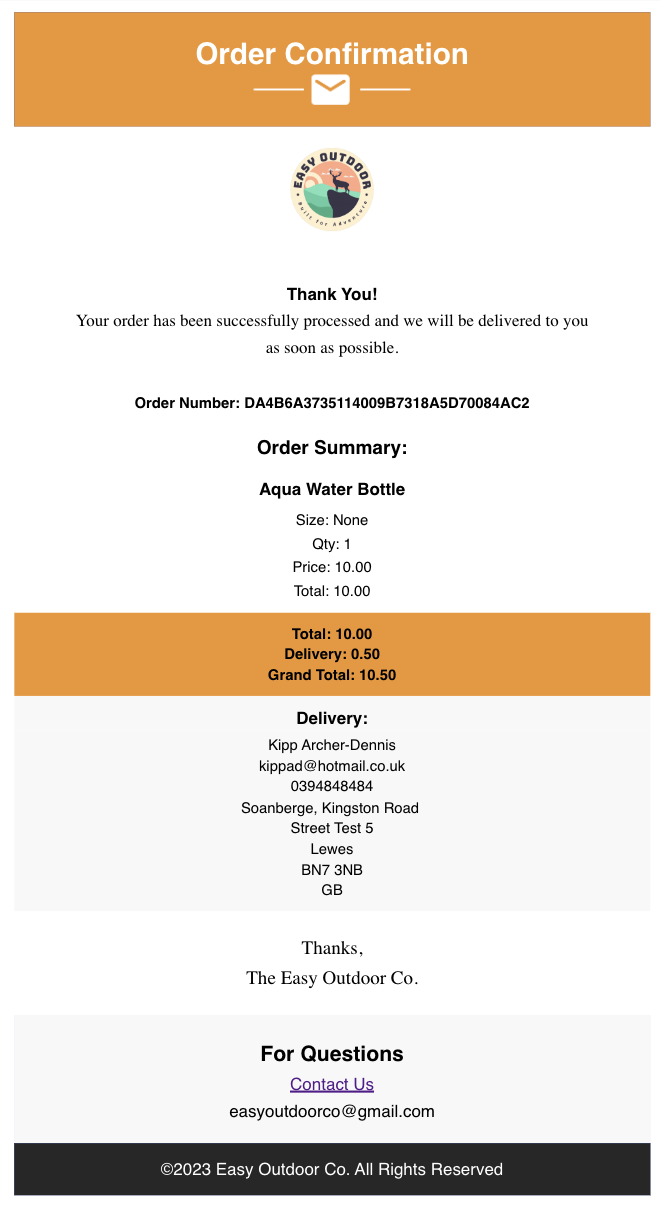 Order Confirmation
EASY OUTDOOR
Built For Adventure
Thank You!
Your order has been successfully processed and we will be delivered to you
as soon as possible.
Order Number: DA4B6A3735114009B7318A5D70084AC2
Order Summary:
Aqua Water Bottle
Size: None
Qty: 1
Price: 10.00
Total: 10.00
Total: 10.00
Delivery: 0.50
Grand Total: 10.50
Delivery:
Kipp Archer-Dennis
kippad@hotmail.co.uk
0394848484
Soanberge, Kingston Road
Street Test 5
Lewes
BN7 3NB
GB
Thanks,
The Easy Outdoor Co.
For Questions
Contact Us
easyoutdoorco@gmail.com
©2023 Easy Outdoor Co. All Rights Reserved